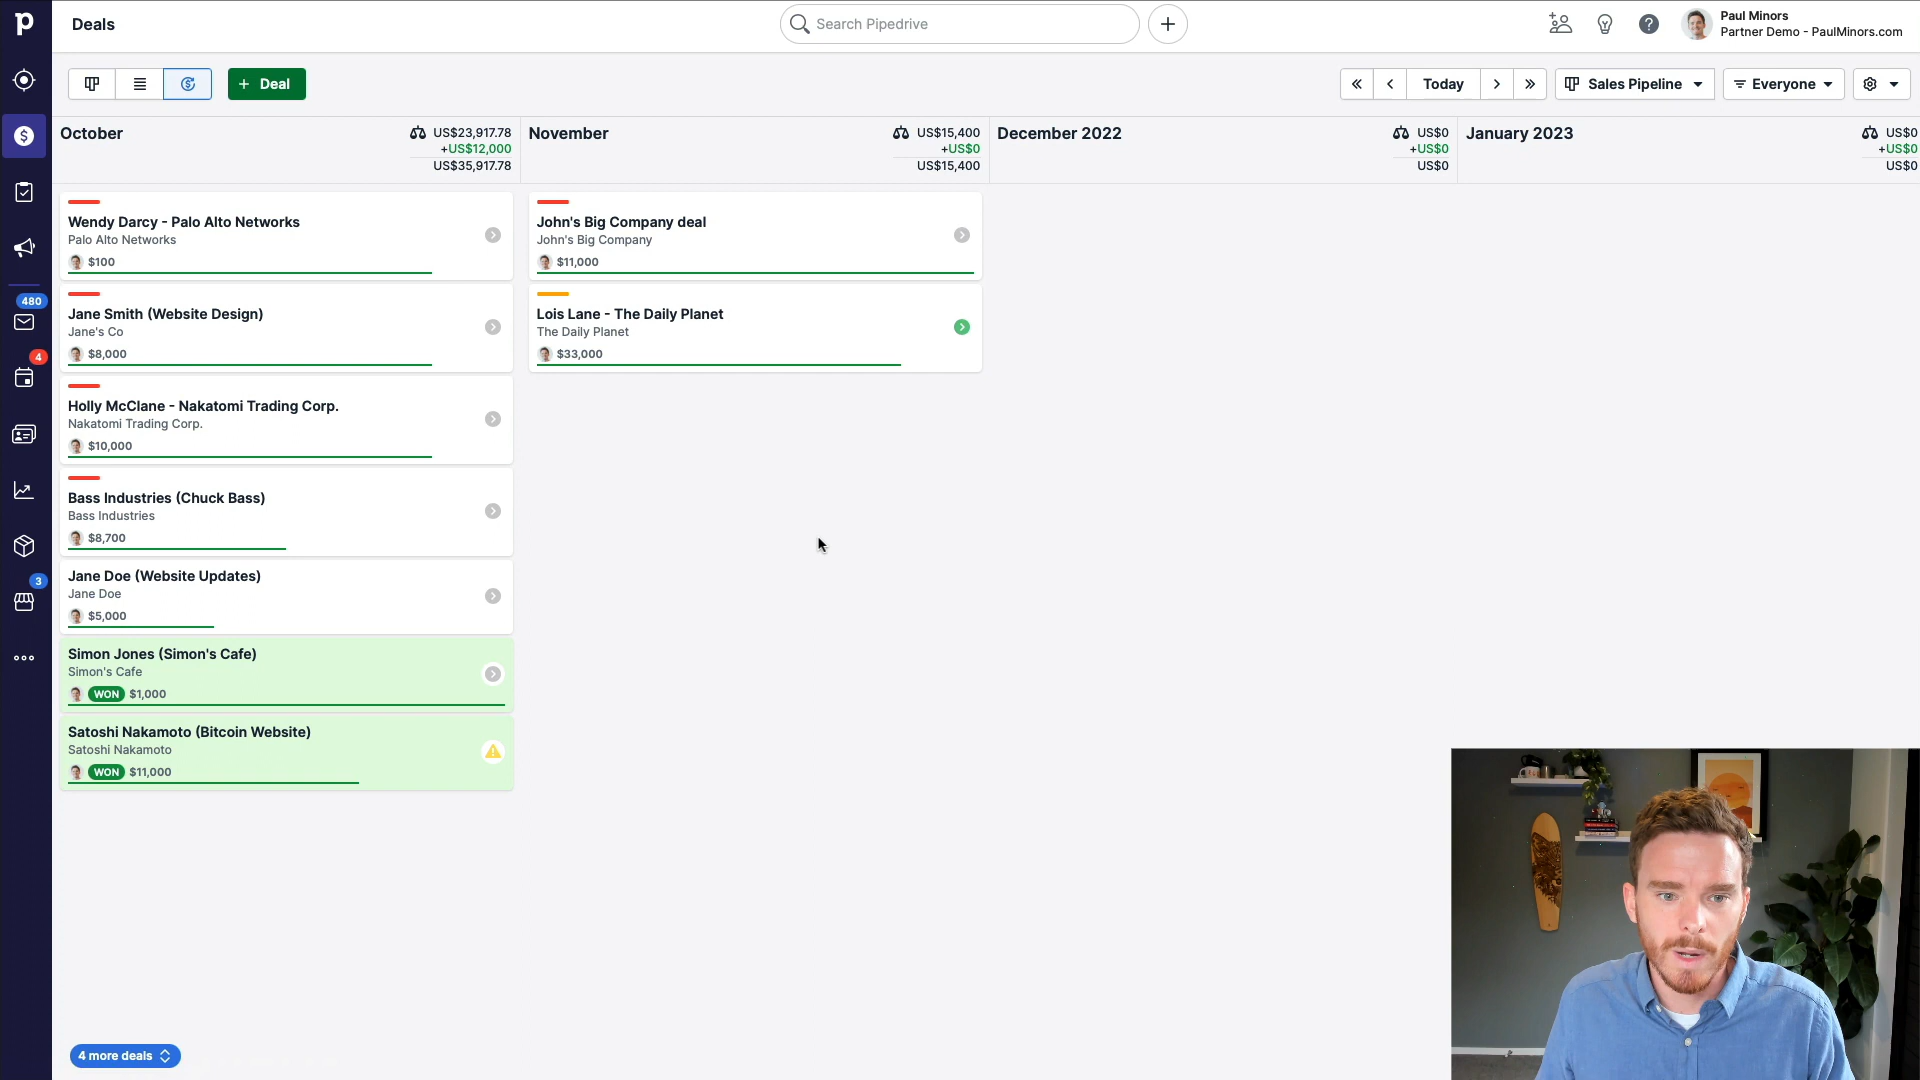 p
Deals
Search Pipedrive
Paul Minors
Partner Demo - PaulMinors.com
+ Deal
Today
Sales Pipeline
Everyone
October
US$23,917.78
+US$12,000
US$35,917.78
November
US$15,400
+US$0
US$15,400
December 2022
US$0
+US$0
US$0
January 2023
US$0
+US$0
US$0
Wendy Darcy - Palo Alto Networks
Palo Alto Networks
$100
Jane Smith (Website Design)
Jane's Co
$8,000
Holly McClane - Nakatomi Trading Corp.
Nakatomi Trading Corp.
$10,000
Bass Industries (Chuck Bass)
Bass Industries
$8,700
Jane Doe (Website Updates)
Jane Doe
$5,000
Simon Jones (Simon's Cafe)
Simon's Cafe
WON $1,000
Satoshi Nakamoto (Bitcoin Website)
Satoshi Nakamoto
WON $11,000
John's Big Company deal
John's Big Company
$11,000
Lois Lane - The Daily Planet
The Daily Planet
$33,000
480
4
3
4 more deals